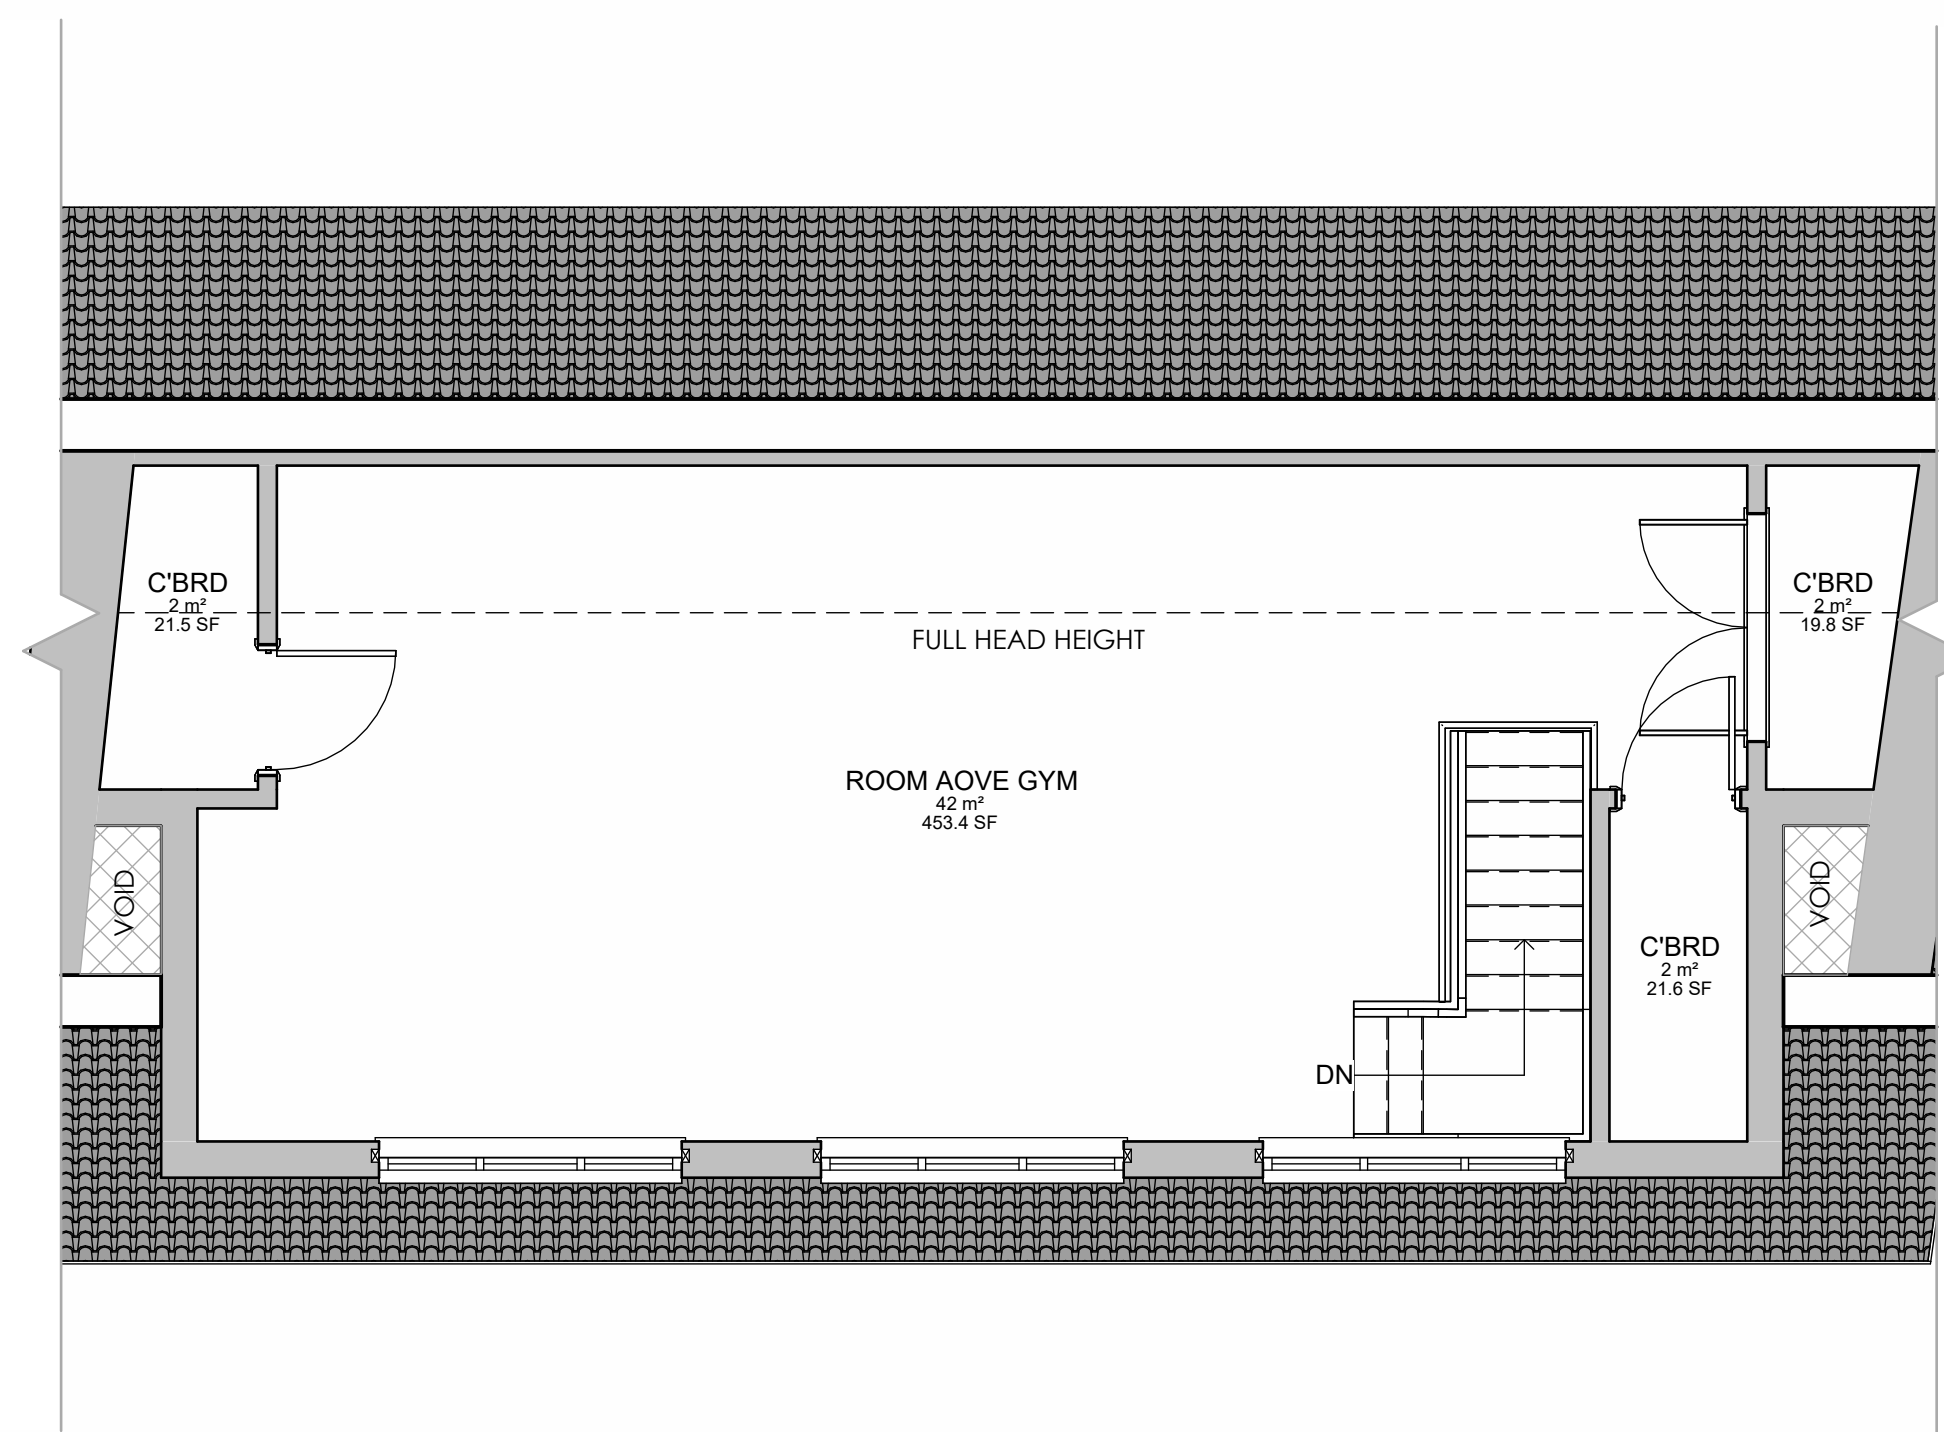 C'BRD
2 m²
21.5 SF
C'BRD
2 m²
19.8 SF
FULL HEAD HEIGHT
ROOM AOVE GYM
42 m²
453.4 SF
VOID
VOID
C'BRD
2 m²
21.6 SF
DN